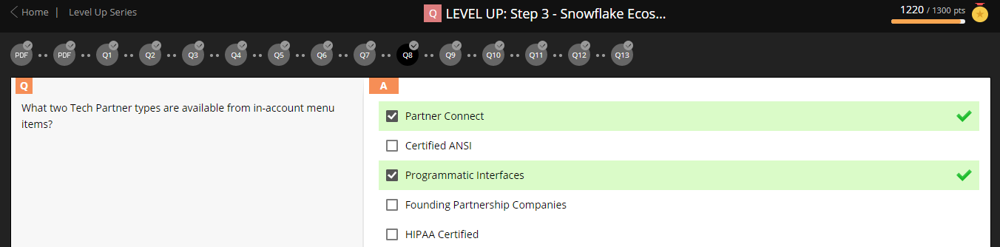 Home | Level Up Series
Q LEVEL UP: Step 3 - Snowflake Ecos...
1220 / 1300 pts
PDF PDF Q1 Q2 Q3 Q4 Q5 Q6 Q7 Q8 Q9 Q10 Q11 Q12 Q13
Q
What two Tech Partner types are available from in-account menu
items?
A
Partner Connect
Certified ANSI
Programmatic Interfaces
Founding Partnership Companies
HIPAA Certified